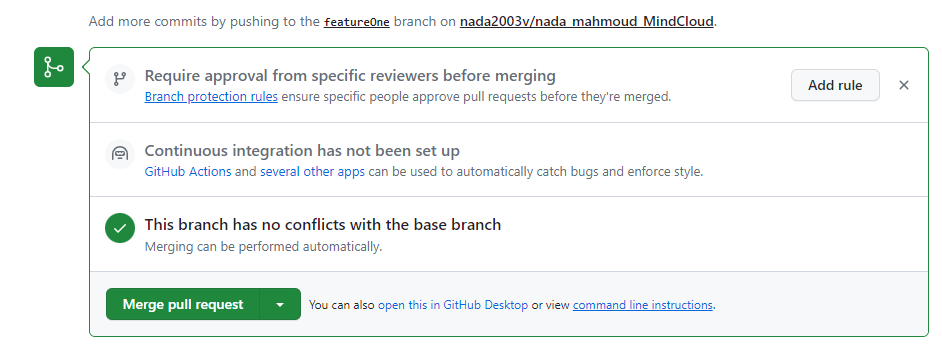 Add more commits by pushing to the featureOne branch on nada2003v/nada_mahmoud_MindCloud.
Require approval from specific reviewers before merging
Branch protection rules ensure specific people approve pull requests before they're merged.
Add rule
Continuous integration has not been set up
GitHub Actions and several other apps can be used to automatically catch bugs and enforce style.
This branch has no conflicts with the base branch
Merging can be performed automatically.
Merge pull request
You can also open this in GitHub Desktop or view command line instructions.